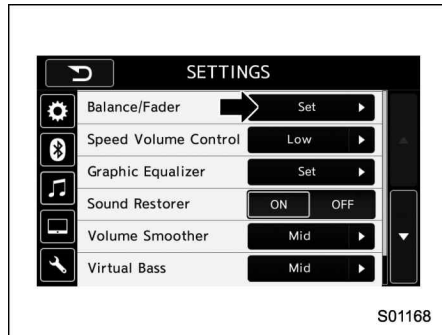 SETTINGS
Balance/Fader Set
Speed Volume Control Low
Graphic Equalizer Set
Sound Restorer ON OFF
Volume Smoother Mid
Virtual Bass Mid
S01168